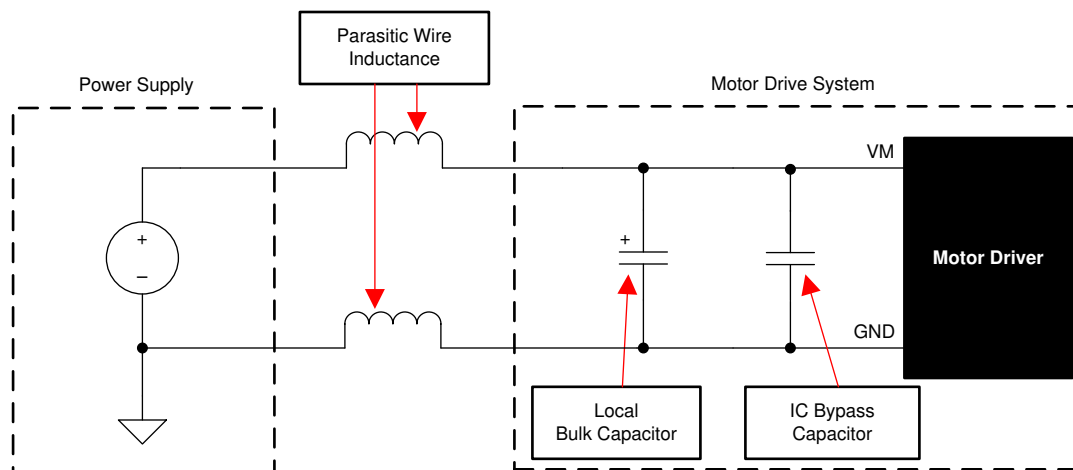 Parasitic Wire
Inductance
Power Supply
Motor Drive System
VM
+
+
–
Motor Driver
GND
Local
Bulk Capacitor
IC Bypass
Capacitor